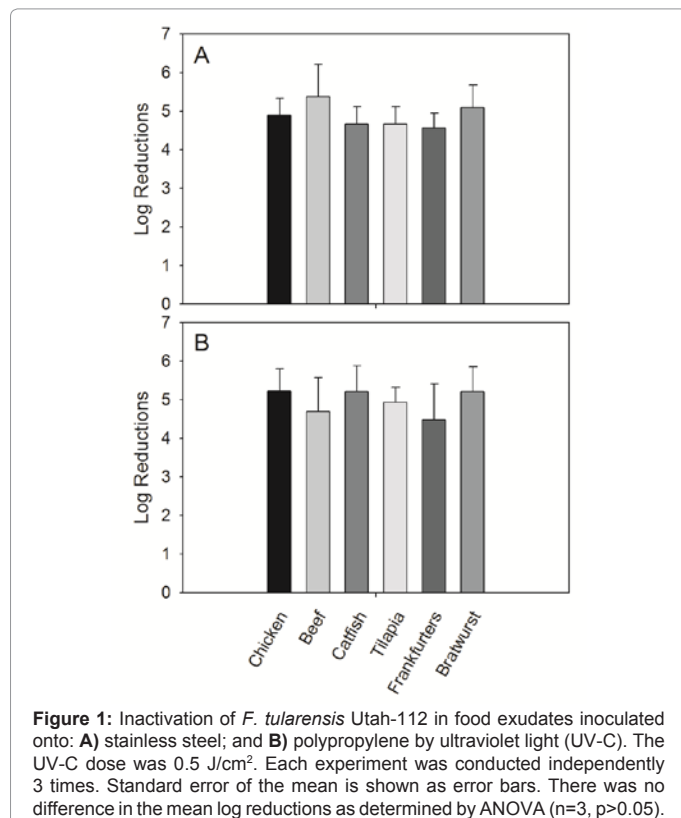 A
7
6
5
4
3
2
1
0
Log Reductions
B
7
6
5
4
3
2
1
0
Log Reductions
Chicken
Beef
Catfish
Tilapia
Frankfurters
Bratwurst
Figure 1: Inactivation of F. tularensis Utah-112 in food exudates inoculated
onto: A) stainless steel; and B) polypropylene by ultraviolet light (UV-C). The
UV-C dose was 0.5 J/cm². Each experiment was conducted independently
3 times. Standard error of the mean is shown as error bars. There was no
difference in the mean log reductions as determined by ANOVA (n=3, p>0.05).